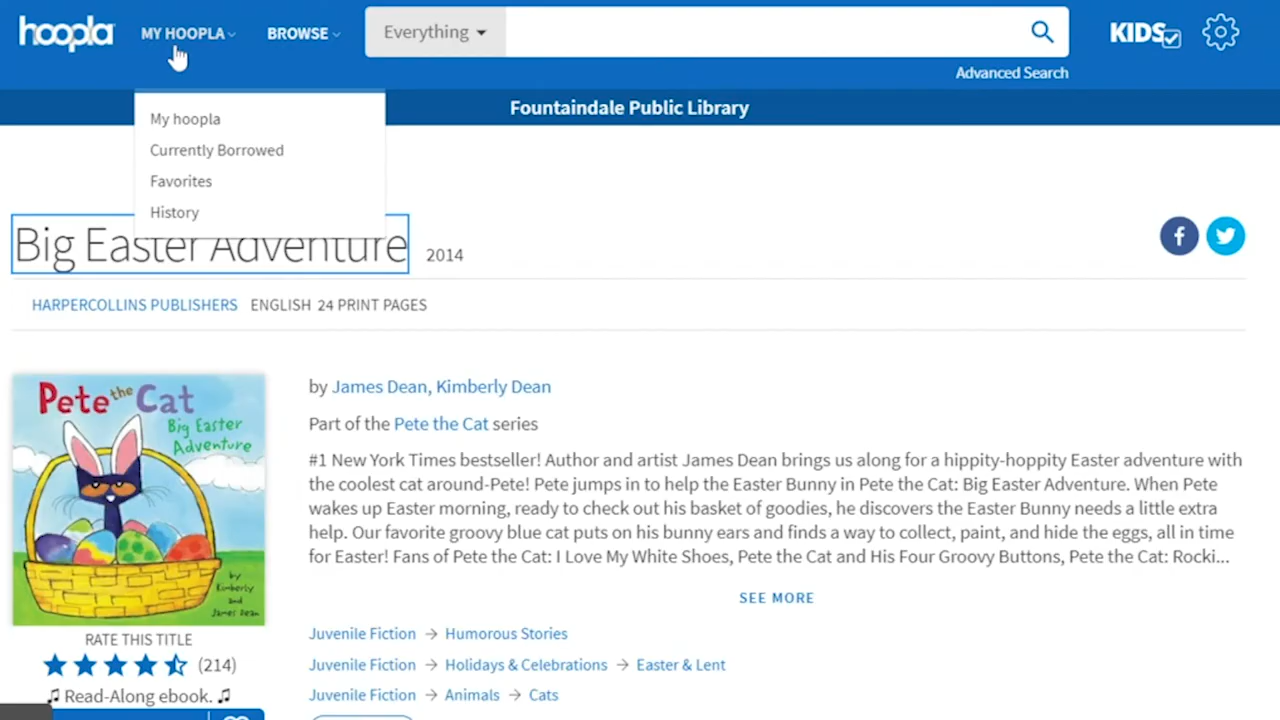 hoopla MY HOOPLA BROWSE Everything KIDS
Advanced Search
Fountaindale Public Library
My hoopla
Currently Borrowed
Favorites
History
Big Easter Adventure 2014
HARPERCOLLINS PUBLISHERS ENGLISH 24 PRINT PAGES
Pete the Cat
Big Easter
Adventure
by
Kimberly
and
James Dean
RATE THIS TITLE
(214)
♫ Read-Along ebook. ♫
by James Dean, Kimberly Dean
Part of the Pete the Cat series
#1 New York Times bestseller! Author and artist James Dean brings us along for a hippity-hoppity Easter adventure with
the coolest cat around-Pete! Pete jumps in to help the Easter Bunny in Pete the Cat: Big Easter Adventure. When Pete
wakes up Easter morning, ready to check out his basket of goodies, he discovers the Easter Bunny needs a little extra
help. Our favorite groovy blue cat puts on his bunny ears and finds a way to collect, paint, and hide the eggs, all in time
for Easter! Fans of Pete the Cat: I Love My White Shoes, Pete the Cat and His Four Groovy Buttons, Pete the Cat: Rocki...
SEE MORE
Juvenile Fiction → Humorous Stories
Juvenile Fiction → Holidays & Celebrations → Easter & Lent
Juvenile Fiction → Animals → Cats